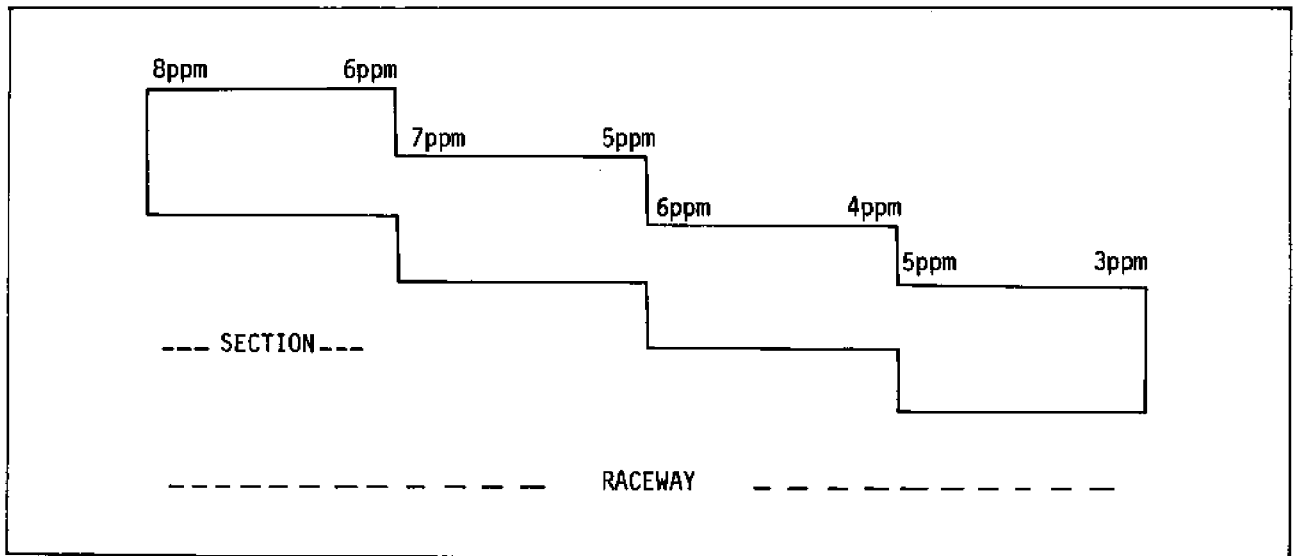 8ppm 6ppm
7ppm 5ppm
6ppm 4ppm
5ppm 3ppm
--- SECTION ---
RACEWAY